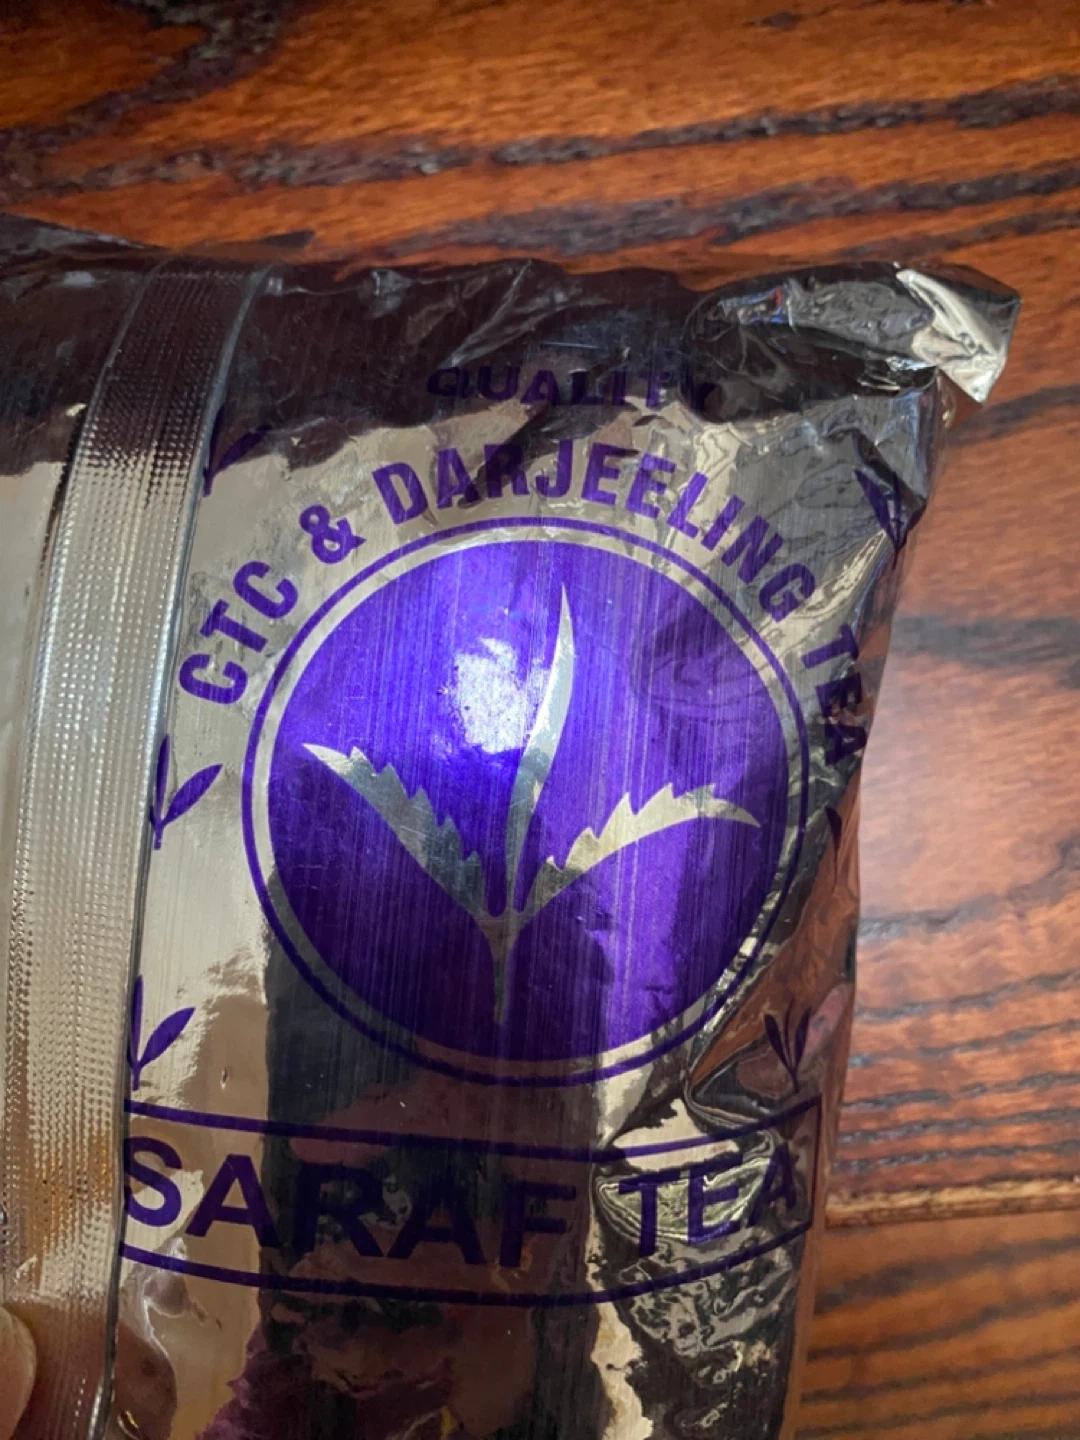 QUALITY
CTC & DARJEELING TEA
SARAF TEA